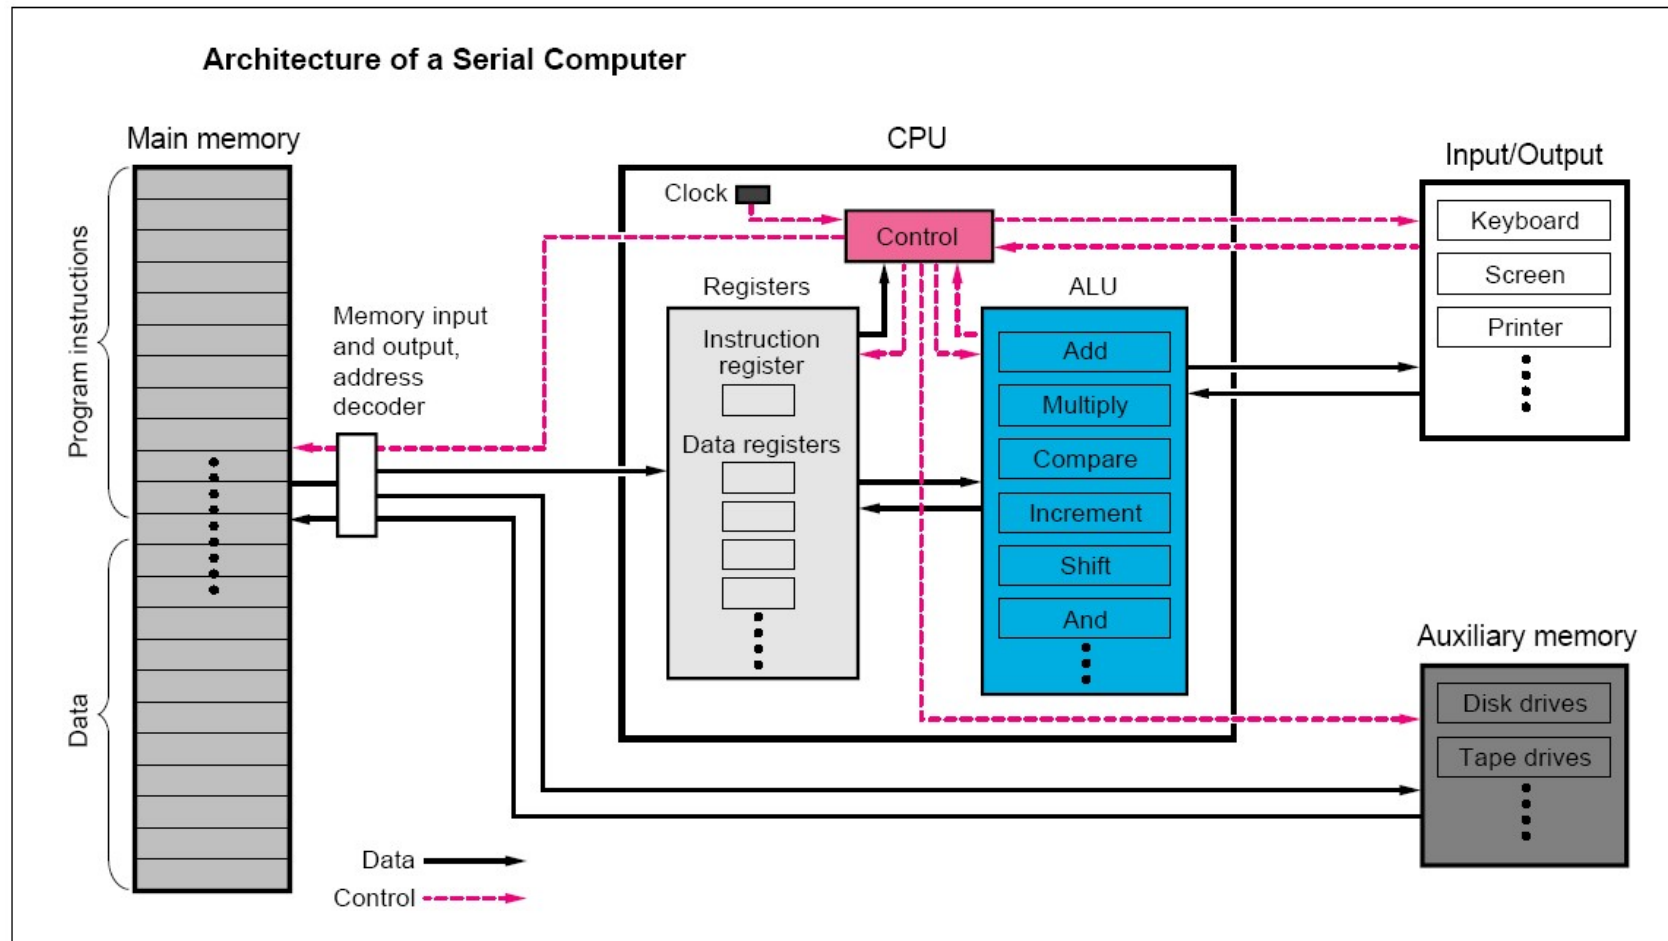 Architecture of a Serial Computer
Main memory
Program instructions
Data
Memory input
and output,
address
decoder
CPU
Clock
Control
Registers
Instruction
register
Data registers
ALU
Add
Multiply
Compare
Increment
Shift
And
Input/Output
Keyboard
Screen
Printer
Auxiliary memory
Disk drives
Tape drives
Data
Control